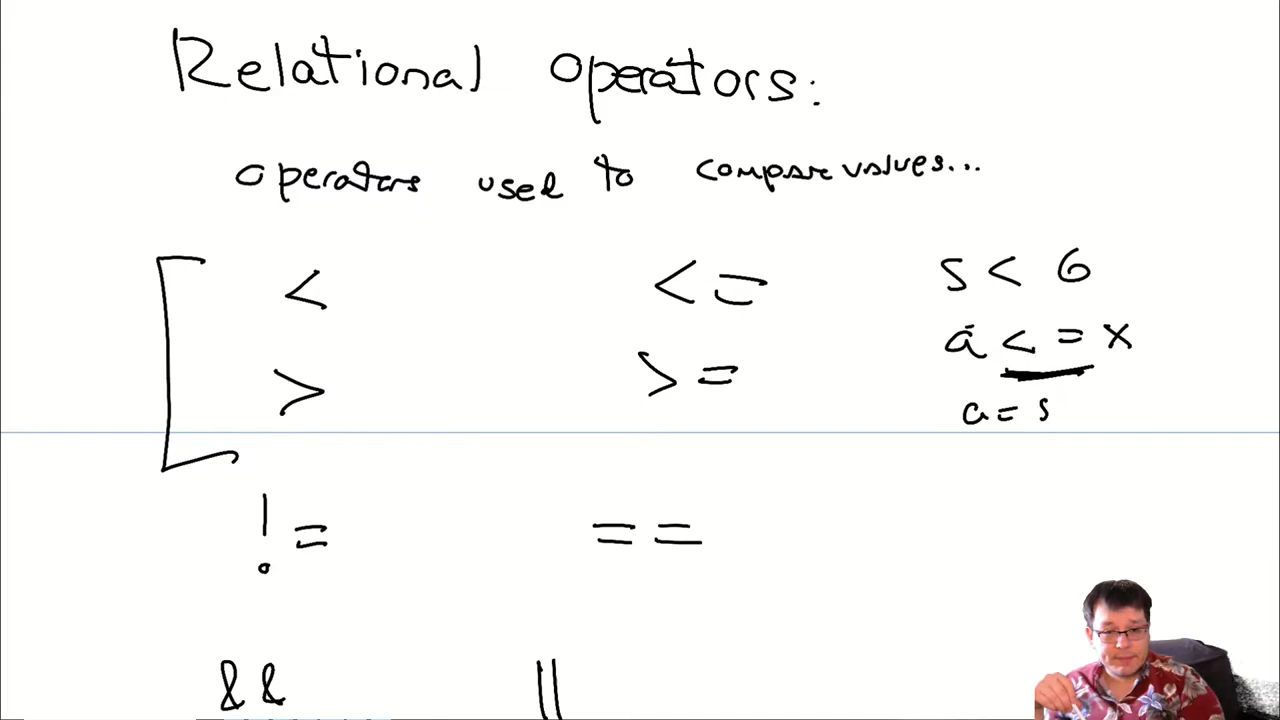 Relational operators:
operators used to compare values...
< <= 5 < 6
> >= a < = x
a = 5
! = = =
&& ||